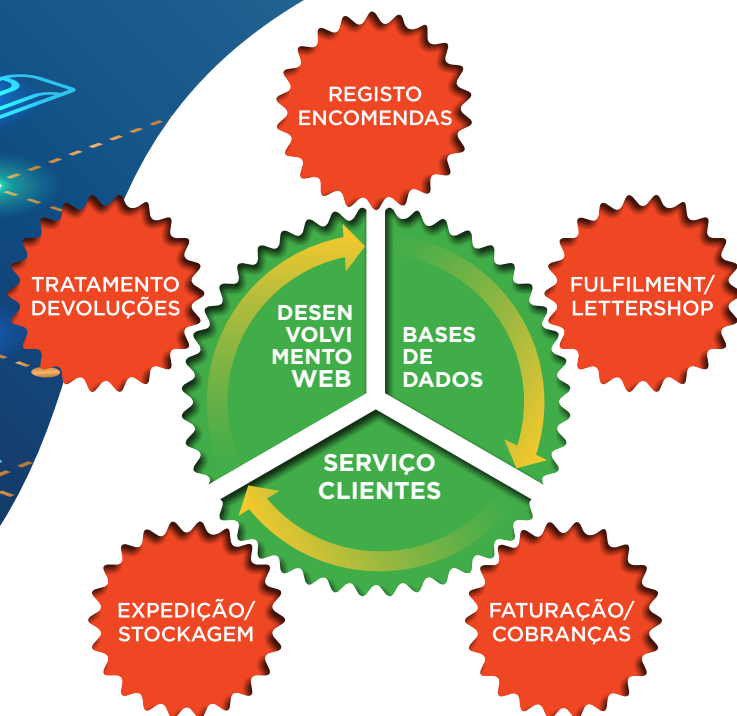 REGISTO
ENCOMENDAS
TRATAMENTO
DEVOLUÇÕES
FULFILMENT/
LETTERSHOP
DESEN
VOLVI
MENTO
WEB
BASES
DE
DADOS
SERVIÇO
CLIENTES
EXPEDIÇÃO/
STOCKAGEM
FATURAÇÃO/
COBRANÇAS